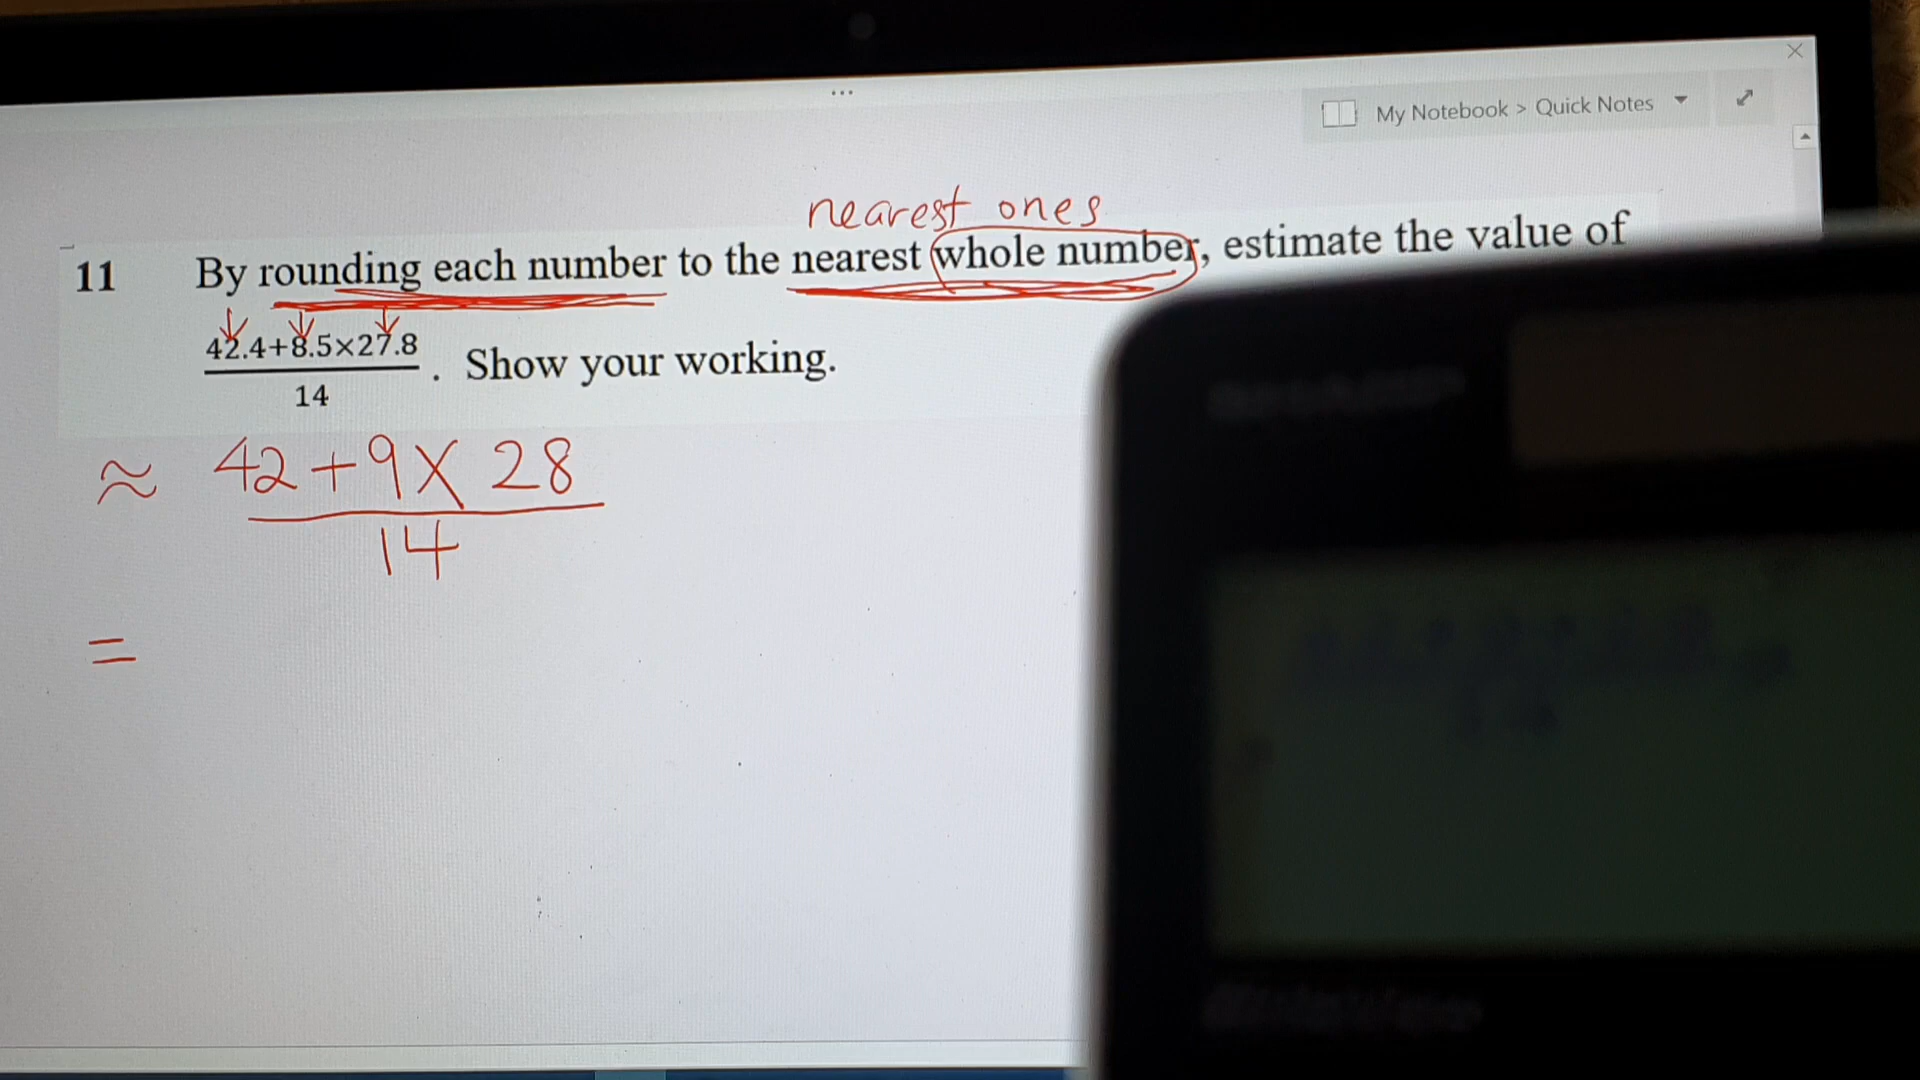 ...
My Notebook > Quick Notes
nearest ones
11 By rounding each number to the nearest whole number, estimate the value of
42.4+8.5×27.8
14
. Show your working.
≈ 42+9×28
14
=